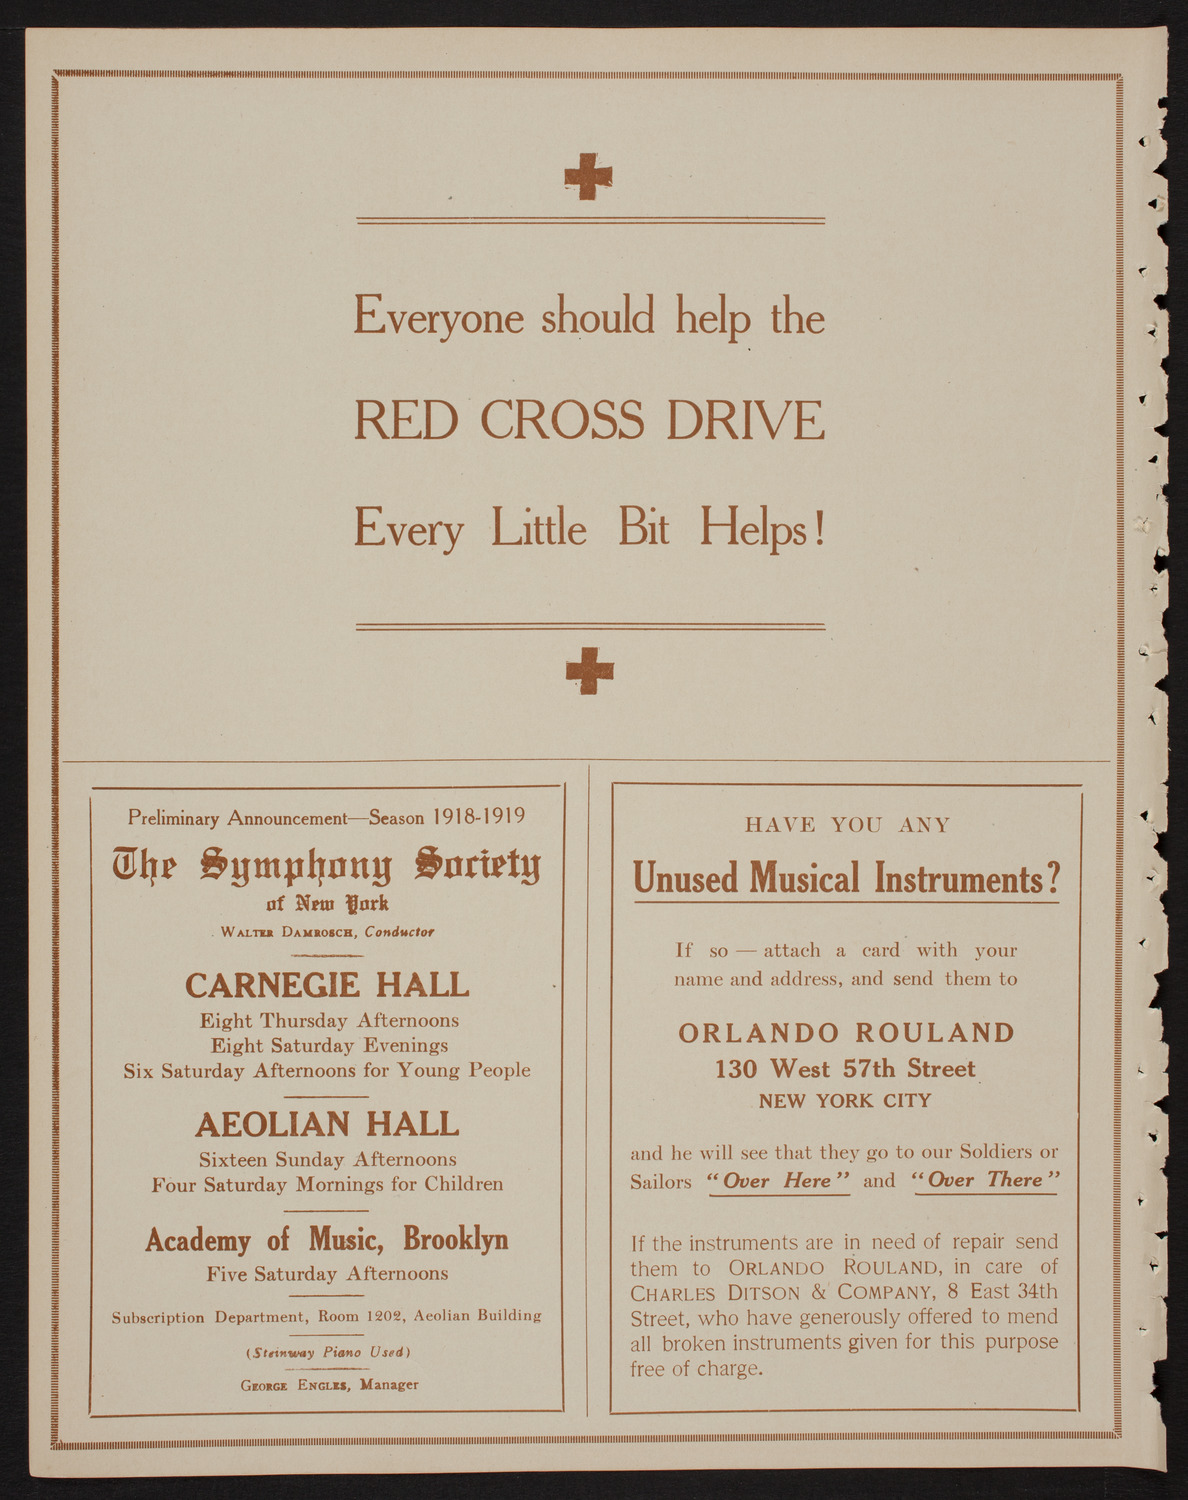 Everyone should help the
RED CROSS DRIVE
Every Little Bit Helps!
Preliminary Announcement—Season 1918-1919
The Symphony Society
of New York
WALTER DAMROSCH, Conductor
CARNEGIE HALL
Eight Thursday Afternoons
Eight Saturday Evenings
Six Saturday Afternoons for Young People
AEOLIAN HALL
Sixteen Sunday Afternoons
Four Saturday Mornings for Children
Academy of Music, Brooklyn
Five Saturday Afternoons
Subscription Department, Room 1202, Aeolian Building
(Steinway Piano Used)
GEORGE ENGLES, Manager
HAVE YOU ANY
Unused Musical Instruments?
If so — attach a card with your
name and address, and send them to
ORLANDO ROULAND
130 West 57th Street
NEW YORK CITY
and he will see that they go to our Soldiers or
Sailors "Over Here" and "Over There"
If the instruments are in need of repair send
them to ORLANDO ROULAND, in care of
CHARLES DITSON & COMPANY, 8 East 34th
Street, who have generously offered to mend
all broken instruments given for this purpose
free of charge.